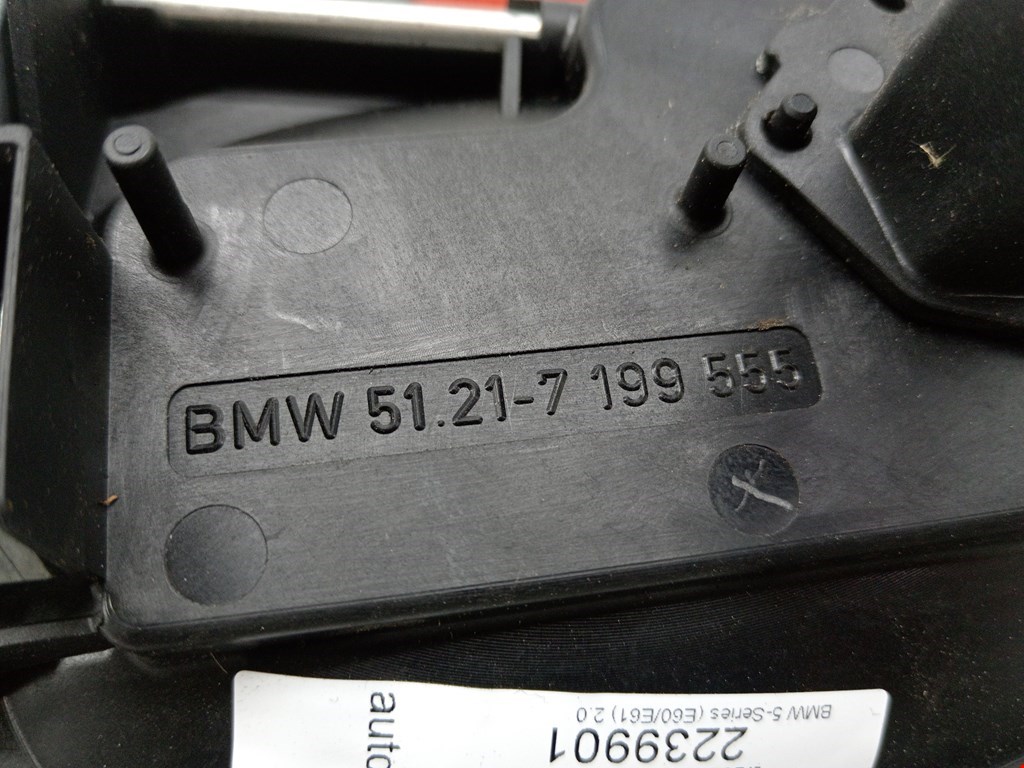 BMW 51.21-7 199 555
auto
BMW 5-Series (E60/E61) 2.0
2239901